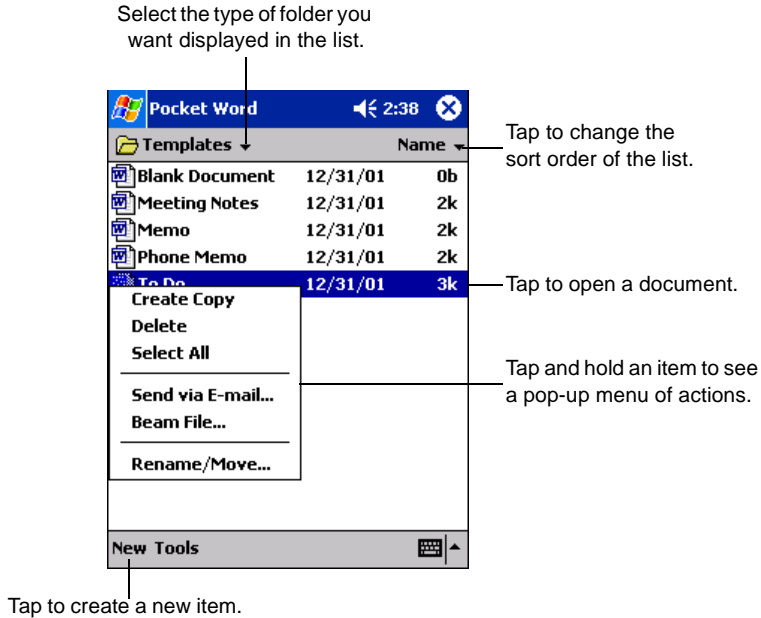 Select the type of folder you
want displayed in the list.
Pocket Word 2:38
Templates Name
Tap to change the
sort order of the list.
Blank Document 12/31/01 0b
Meeting Notes 12/31/01 2k
Memo 12/31/01 2k
Phone Memo 12/31/01 2k
To Do 12/31/01 3k
Tap to open a document.
Create Copy
Delete
Select All
Send via E-mail...
Beam File...
Rename/Move...
Tap and hold an item to see
a pop-up menu of actions.
New Tools
Tap to create a new item.